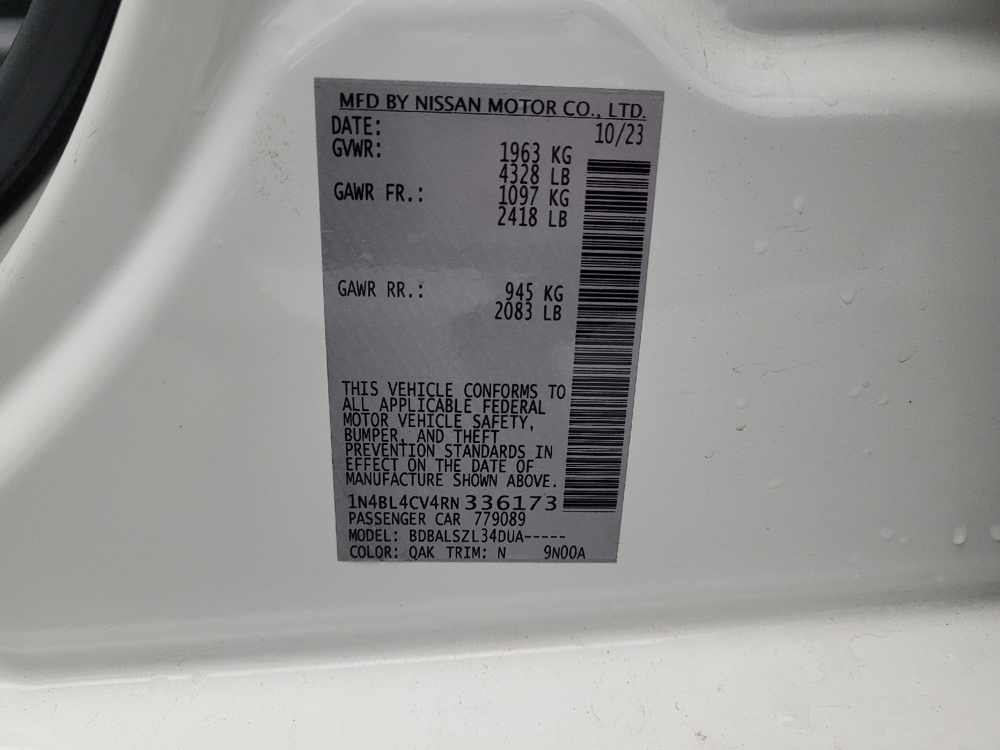 MFD BY NISSAN MOTOR CO., LTD.
DATE: 10/23
GVWR: 1963 KG
4328 LB
GAWR FR.: 1097 KG
2418 LB
GAWR RR.: 945 KG
2083 LB
THIS VEHICLE CONFORMS TO
ALL APPLICABLE FEDERAL
MOTOR VEHICLE SAFETY,
BUMPER, AND THEFT
PREVENTION STANDARDS IN
EFFECT ON THE DATE OF
MANUFACTURE SHOWN ABOVE.
1N4BL4CV4RN336173
PASSENGER CAR 779089
MODEL: BDBALSZL34DUA-----
COLOR: QAK TRIM: N 9N00A